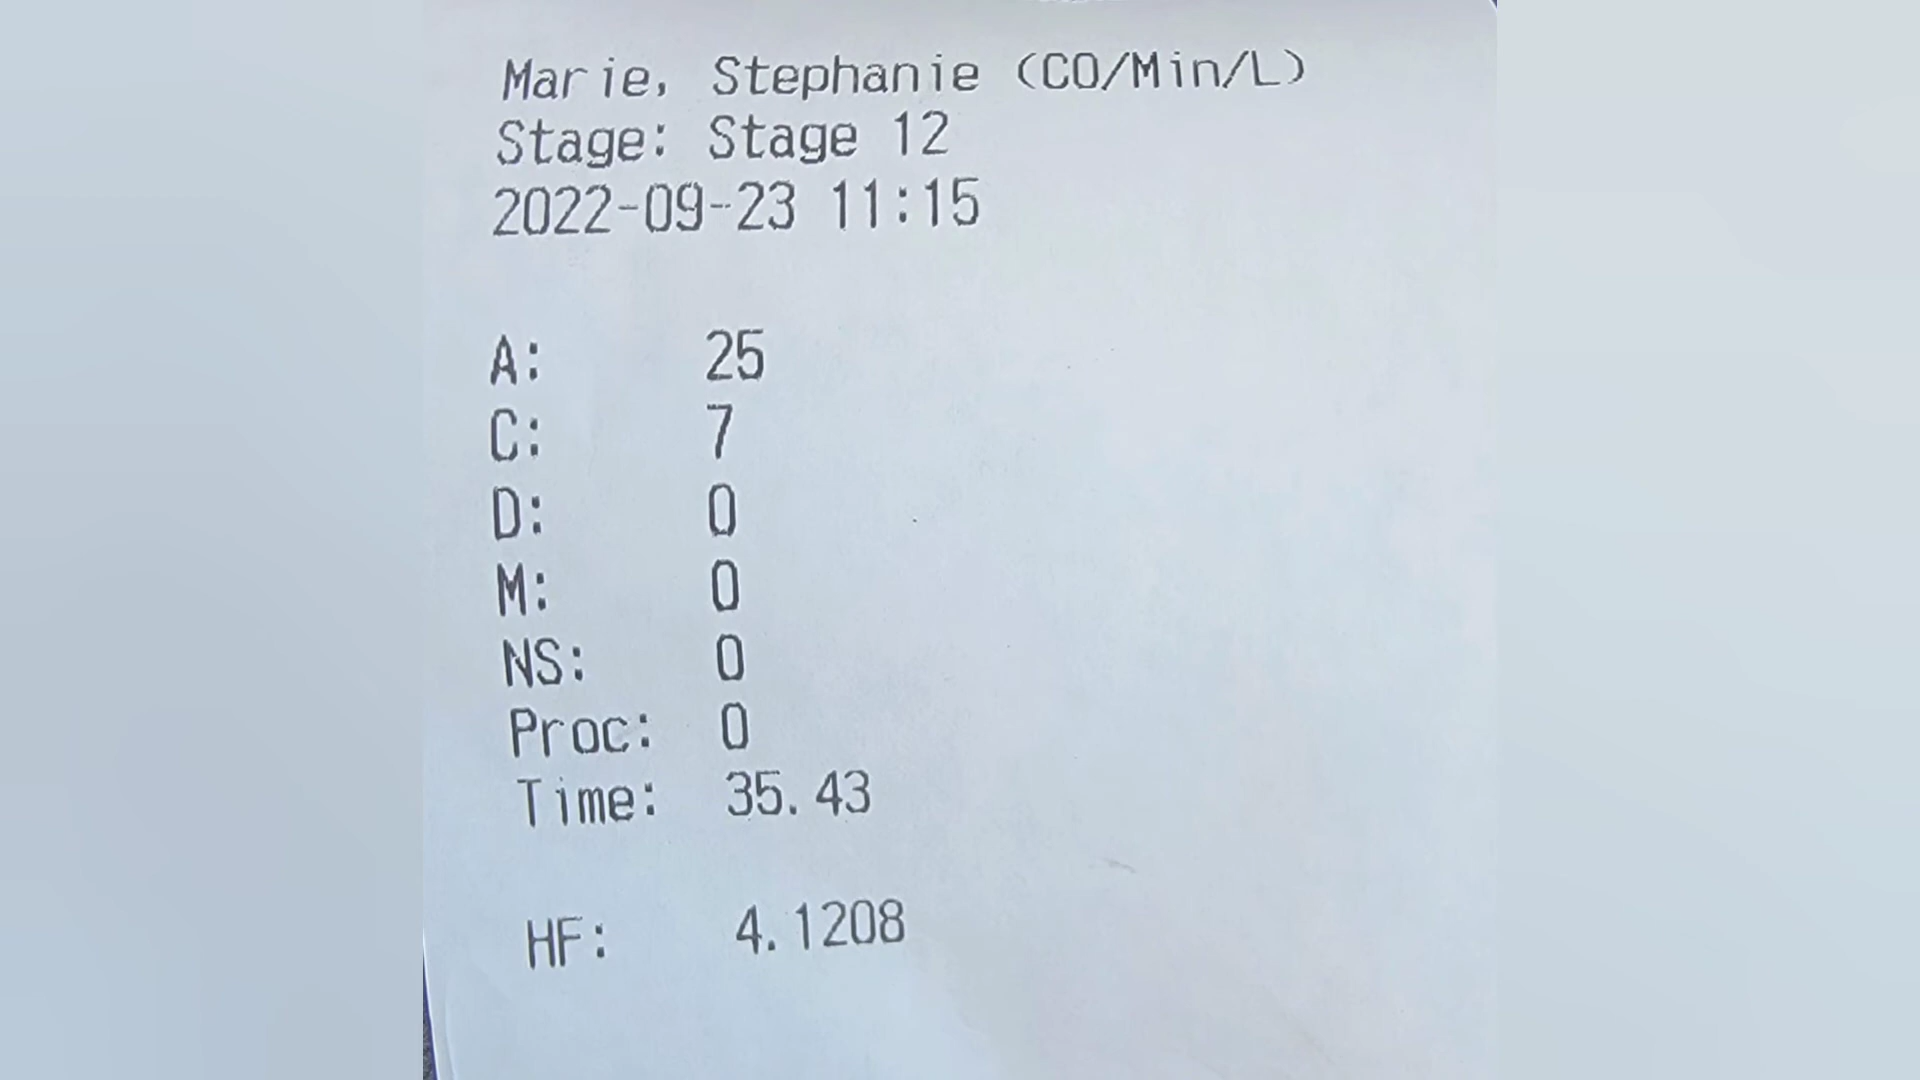 Marie, Stephanie (CO/Min/L)
Stage: Stage 12
2022-09-23 11:15
A: 25
C: 7
D: 0
M: 0
NS: 0
Proc: 0
Time: 35.43
HF: 4.1208